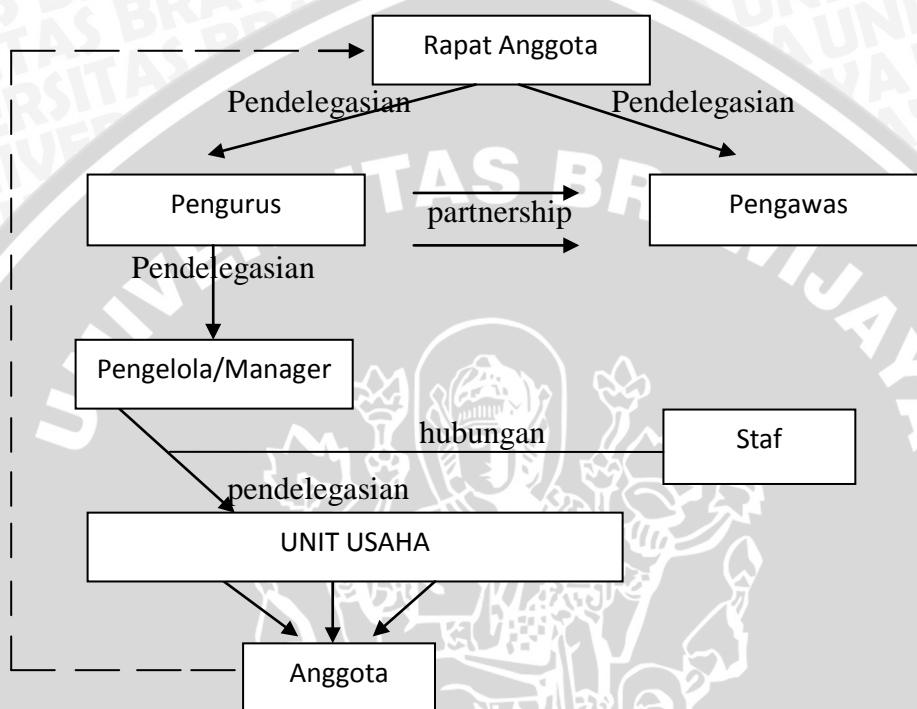 Rapat Anggota
Pendelegasian
Pendelegasian
Pengurus
partnership
Pengawas
Pendelegasian
Pengelola/Manager
hubungan
Staf
pendelegasian
UNIT USAHA
Anggota